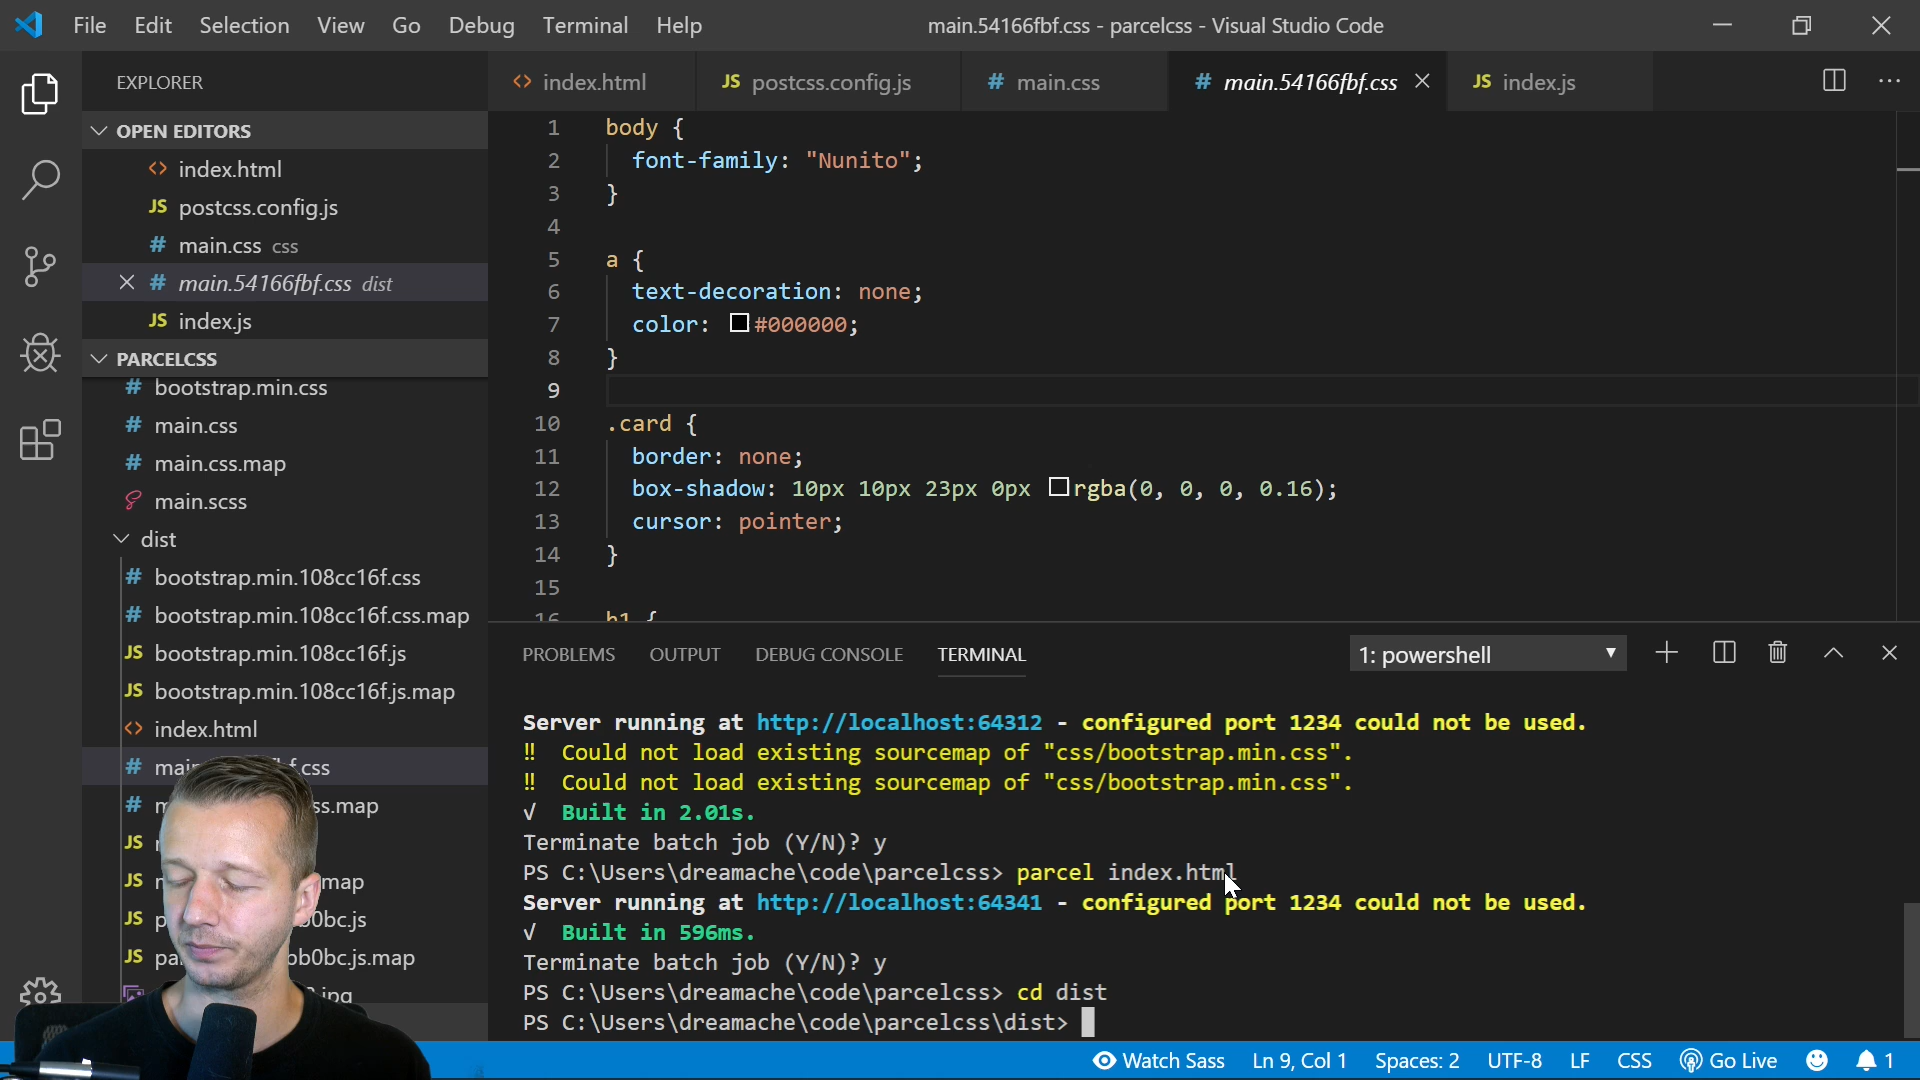 File Edit Selection View Go Debug Terminal Help
main.54166fbf.css - parcelcss - Visual Studio Code
EXPLORER
OPEN EDITORS
index.html
JS postcss.config.js
# main.css css
# main.54166fbf.css dist
JS index.js
PARCELCSS
# bootstrap.min.css
# main.css
# main.css.map
main.scss
dist
# bootstrap.min.108cc16f.css
# bootstrap.min.108cc16f.css.map
JS bootstrap.min.108cc16f.js
JS bootstrap.min.108cc16f.js.map
index.html
<> index.html
JS postcss.config.js
# main.css
# main.54166fbf.css
JS index.js
1 body {
2 font-family: "Nunito";
3 }
4
5 a {
6 text-decoration: none;
7 color: #000000;
8 }
9
10 .card {
11 border: none;
12 box-shadow: 10px 10px 23px 0px rgba(0, 0, 0, 0.16);
13 cursor: pointer;
14 }
15
16 h1 {
PROBLEMS OUTPUT DEBUG CONSOLE TERMINAL
1: powershell
Server running at http://localhost:64312 - configured port 1234 could not be used.
‼ Could not load existing sourcemap of "css/bootstrap.min.css".
‼ Could not load existing sourcemap of "css/bootstrap.min.css".
√ Built in 2.01s.
Terminate batch job (Y/N)? y
PS C:\Users\dreamache\code\parcelcss> parcel index.html
Server running at http://localhost:64341 - configured port 1234 could not be used.
√ Built in 596ms.
Terminate batch job (Y/N)? y
PS C:\Users\dreamache\code\parcelcss> cd dist
PS C:\Users\dreamache\code\parcelcss\dist>
Watch Sass Ln 9, Col 1 Spaces: 2 UTF-8 LF CSS Go Live 1